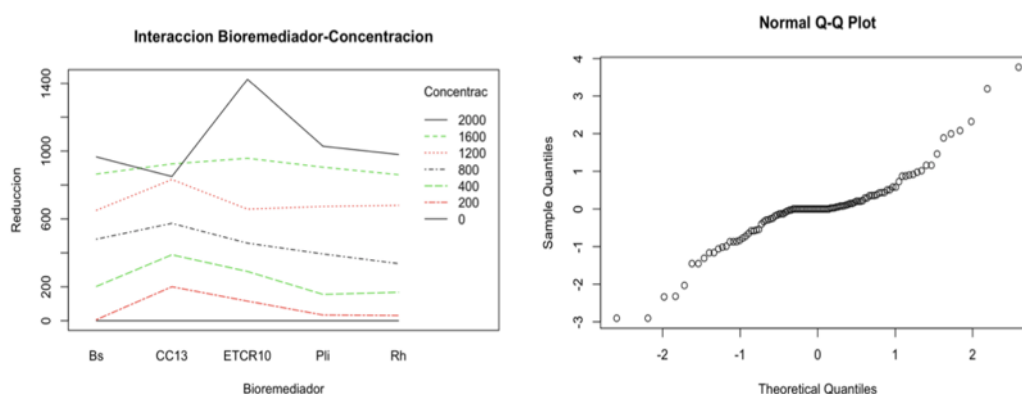 Interaccion Bioremediador-Concentracion
Reduccion
1400
1000
600
200
0
Concentrac
2000
1600
1200
800
400
200
0
Bs CC13 ETCR10 Pli Rh
Bioremediador
Normal Q-Q Plot
Sample Quantiles
4
3
2
1
0
-1
-2
-3
-2 -1 0 1 2
Theoretical Quantiles